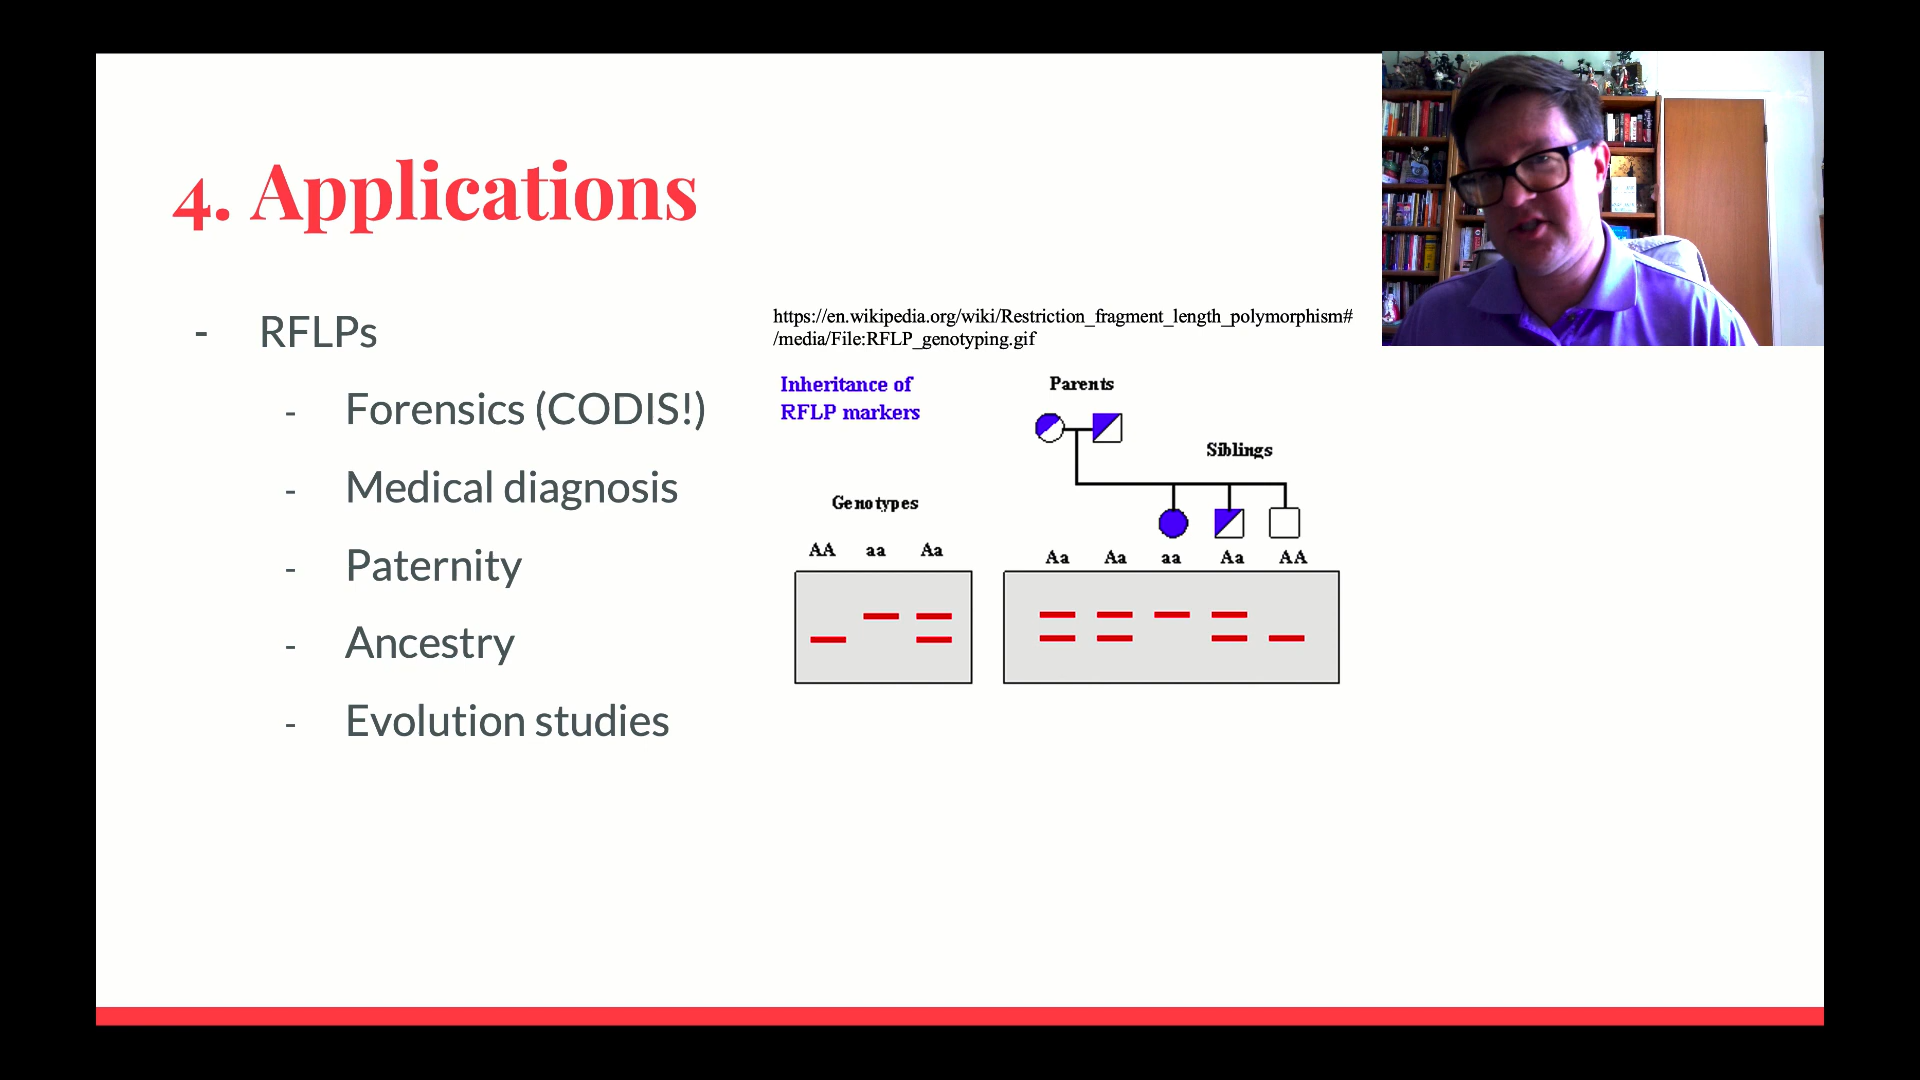 4. Applications
- RFLPs
- Forensics (CODIS!)
- Medical diagnosis
- Paternity
- Ancestry
- Evolution studies
https://en.wikipedia.org/wiki/Restriction_fragment_length_polymorphism#
/media/File:RFLP_genotyping.gif
Inheritance of
RFLP markers
Parents
Siblings
Genotypes
AA aa Aa
Aa Aa aa Aa AA